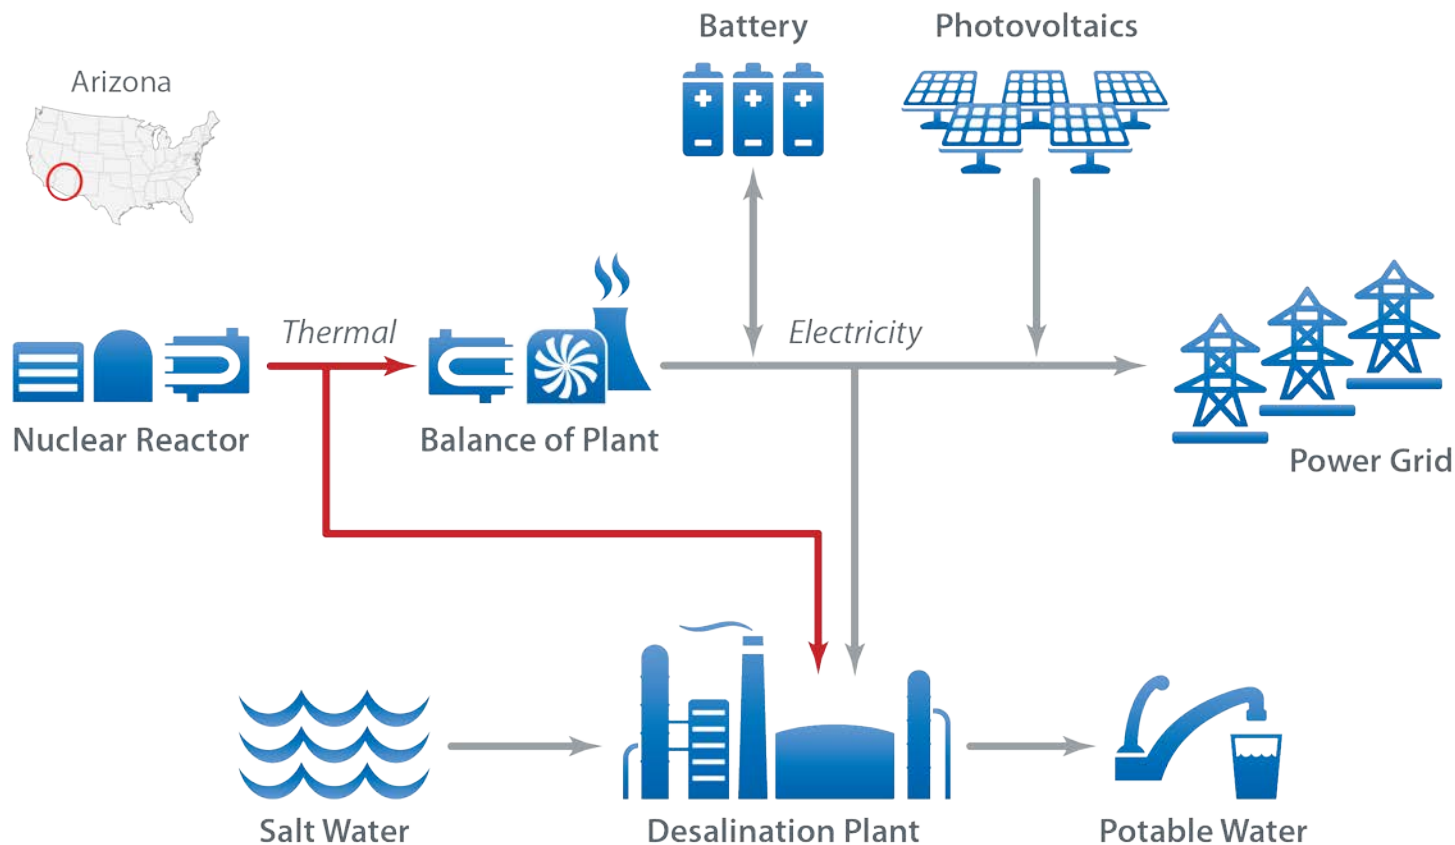 Battery
Photovoltaics
Arizona
Thermal
Electricity
Nuclear Reactor
Balance of Plant
Power Grid
Salt Water
Desalination Plant
Potable Water